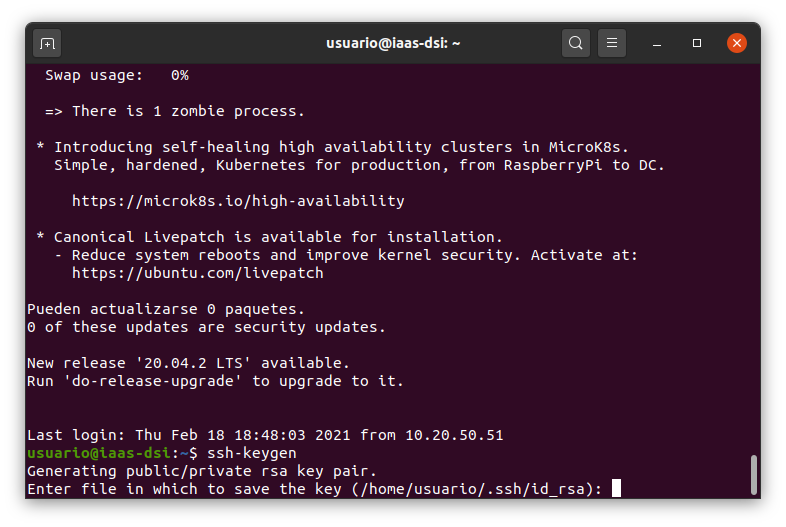 usuario@iaas-dsi: ~
Swap usage:   0%
=> There is 1 zombie process.
* Introducing self-healing high availability clusters in MicroK8s.
Simple, hardened, Kubernetes for production, from RaspberryPi to DC.
https://microk8s.io/high-availability
* Canonical Livepatch is available for installation.
- Reduce system reboots and improve kernel security. Activate at:
https://ubuntu.com/livepatch
Pueden actualizarse 0 paquetes.
0 of these updates are security updates.
New release '20.04.2 LTS' available.
Run 'do-release-upgrade' to upgrade to it.
Last login: Thu Feb 18 18:48:03 2021 from 10.20.50.51
usuario@iaas-dsi:~$ ssh-keygen
Generating public/private rsa key pair.
Enter file in which to save the key (/home/usuario/.ssh/id_rsa):